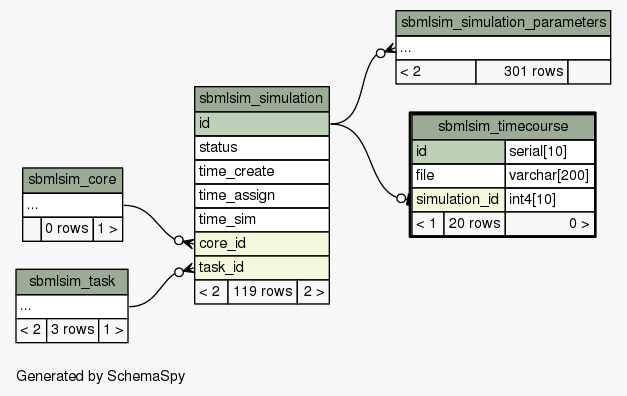 sbmlsim_simulation_parameters
...
< 2 301 rows
sbmlsim_simulation
id
status
time_create
time_assign
time_sim
core_id
task_id
< 2 119 rows 2 >
sbmlsim_timecourse
id serial[10]
file varchar[200]
simulation_id int4[10]
< 1 20 rows 0 >
sbmlsim_core
...
0 rows 1 >
sbmlsim_task
...
< 2 3 rows 1 >
Generated by SchemaSpy